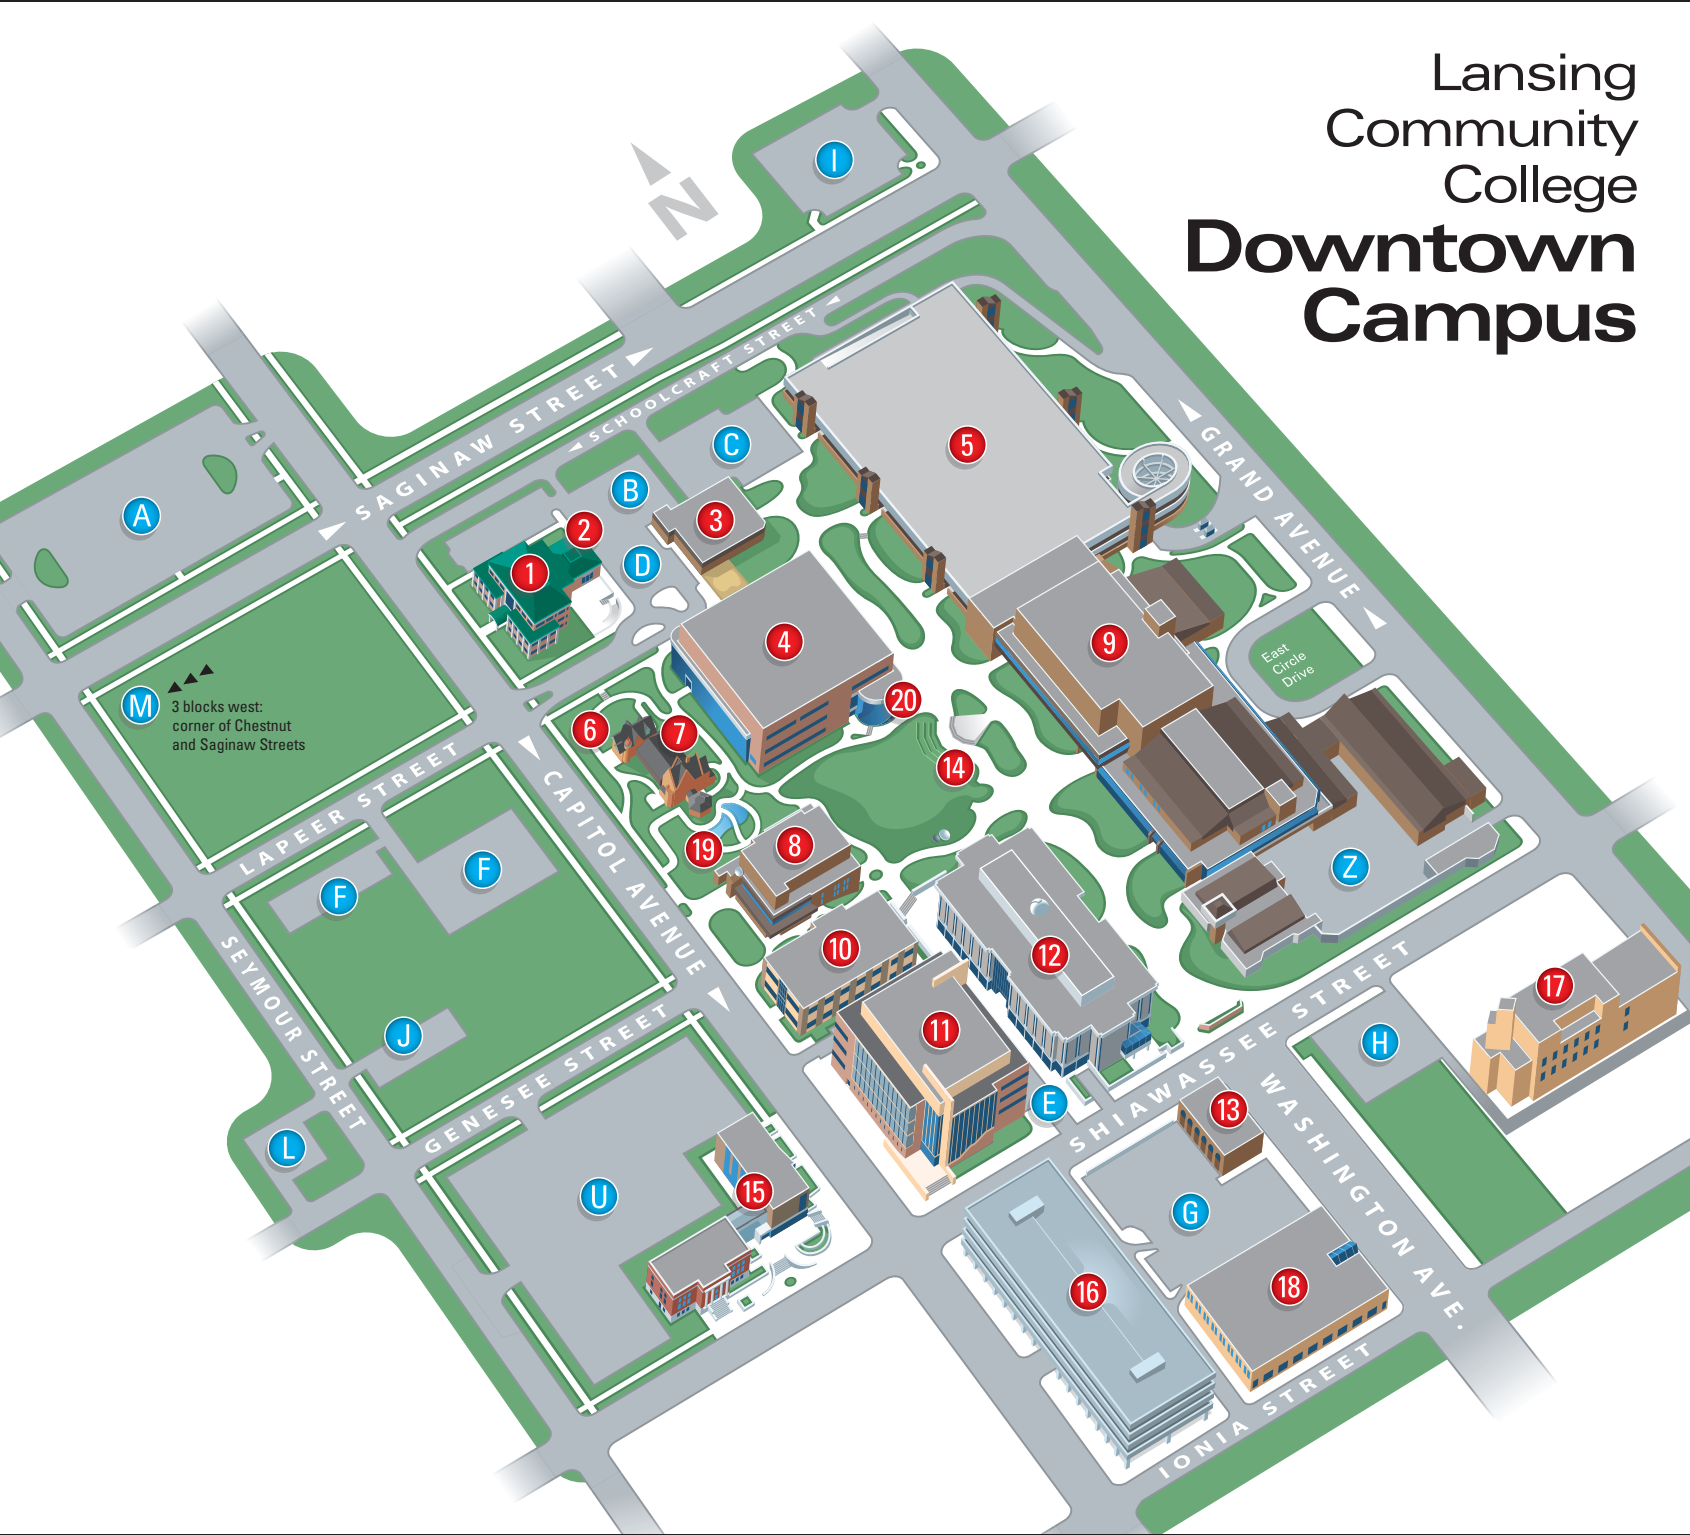 Lansing
Community
College
Downtown
Campus
I
N
SAGINAW STREET
SCHOOLCRAFT STREET
GRAND AVENUE
A
B
C
D
1
2
3
4
5
9
East
Circle
Drive
M
3 blocks west:
corner of Chestnut
and Saginaw Streets
6
7
20
14
19
8
LAPEER STREET
CAPITOL AVENUE
F
F
Z
10
12
11
17
SEYMOUR STREET
J
GENESEE STREET
SHIAWASSEE STREET
H
E
13
WASHINGTON AVE.
L
U
15
G
16
18
IONIA STREET